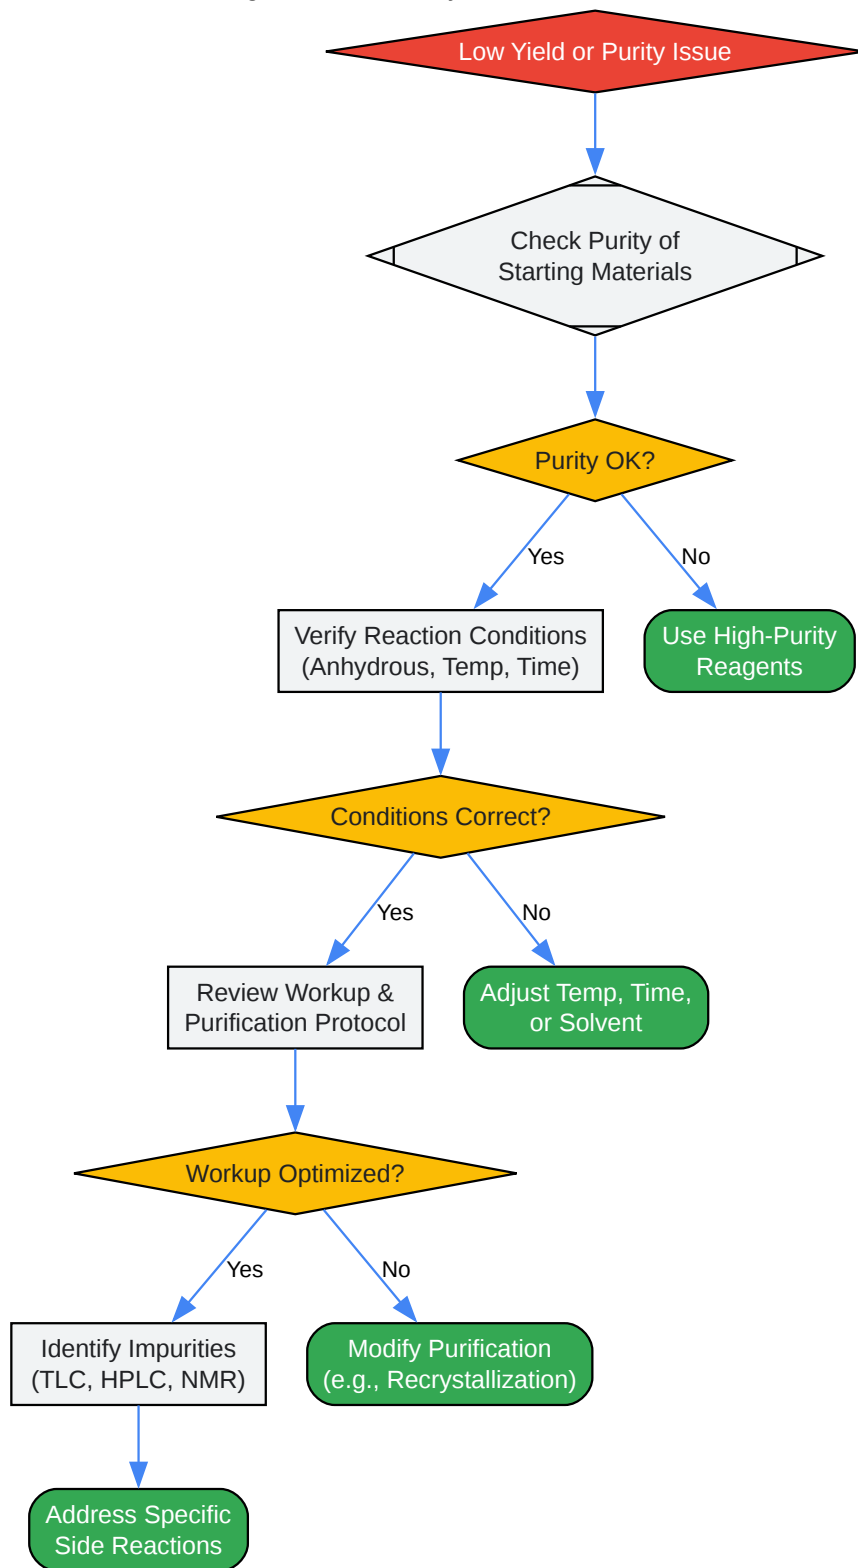 Low Yield or Purity Issue
Check Purity of
Starting Materials
Purity OK?
Yes
No
Verify Reaction Conditions
(Anhydrous, Temp, Time)
Use High-Purity
Reagents
Conditions Correct?
Yes
No
Review Workup &
Purification Protocol
Adjust Temp, Time,
or Solvent
Workup Optimized?
Yes
No
Identify Impurities
(TLC, HPLC, NMR)
Modify Purification
(e.g., Recrystallization)
Address Specific
Side Reactions